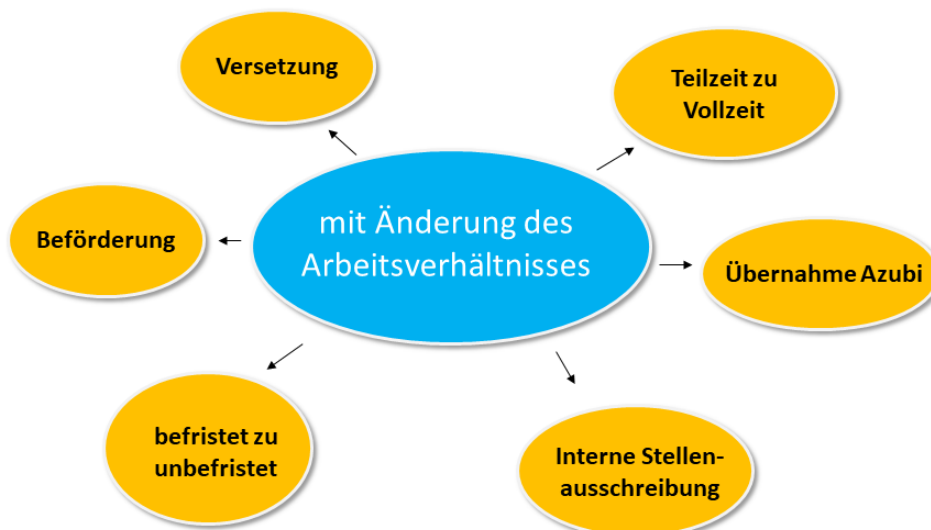 Versetzung
Teilzeit zu
Vollzeit
mit Änderung des
Arbeitsverhältnisses
Beförderung
Übernahme Azubi
befristet zu
unbefristet
Interne Stellen-
ausschreibung